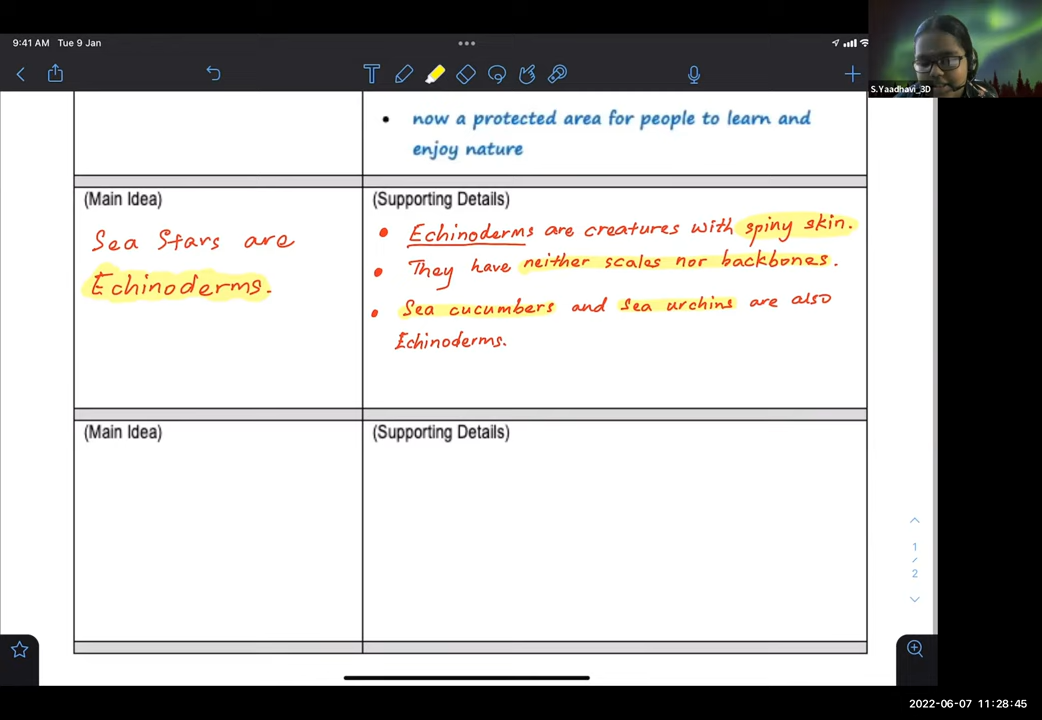 9:41 AM Tue 9 Jan
S.Yaadhavi_3D
now a protected area for people to learn and
enjoy nature
(Main Idea)
Sea Stars are
Echinoderms.
(Supporting Details)
Echinoderms are creatures with spiny skin.
They have neither scales nor backbones.
Sea cucumbers and Sea urchins are also
Echinoderms.
(Main Idea)
(Supporting Details)
1
/
2
2022-06-07 11:28:45